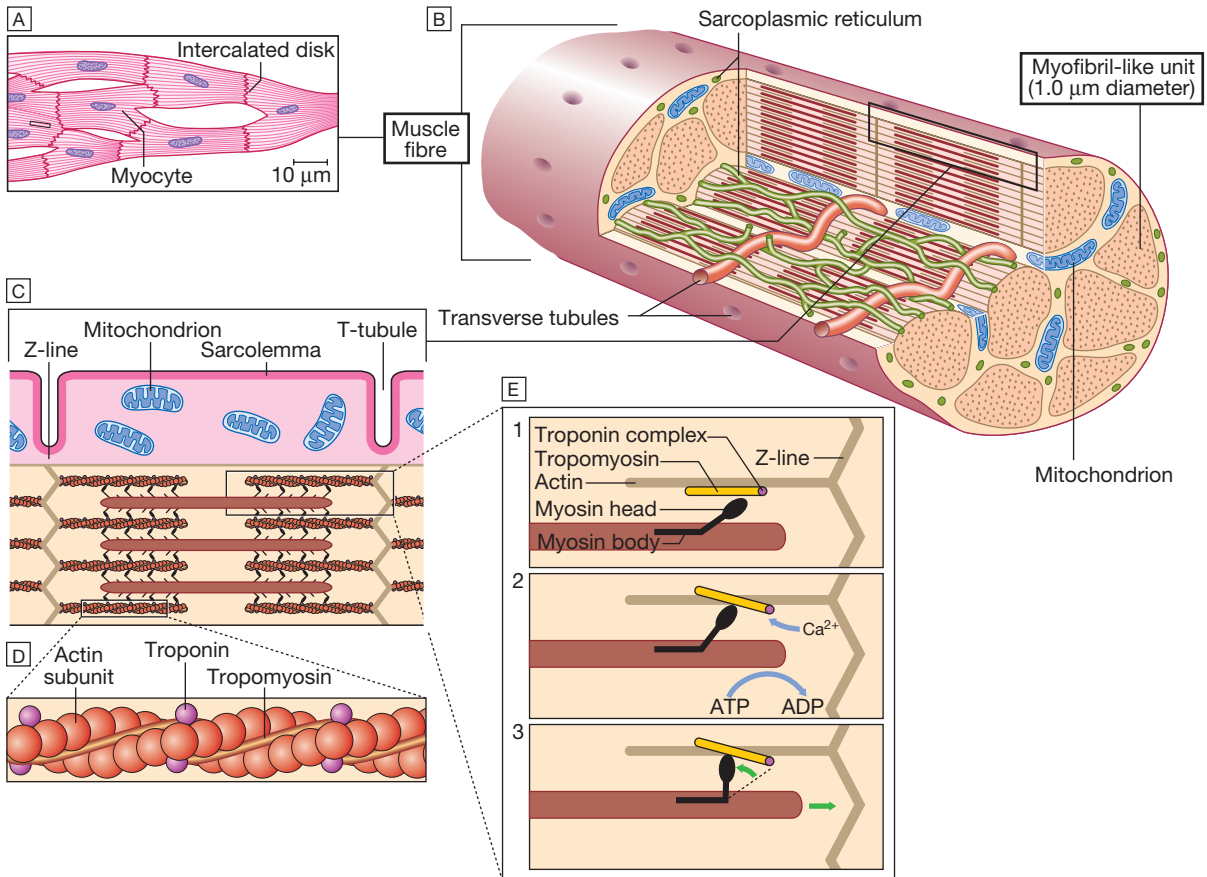 A
Intercalated disk
Myocyte
10 μm
Muscle
fibre
B
Sarcoplasmic reticulum
Myofibril-like unit
(1.0 μm diameter)
Transverse tubules
Mitochondrion
C
Z-line
Mitochondrion
Sarcolemma
T-tubule
D
Actin
subunit
Troponin
Tropomyosin
E
1
Troponin complex
Tropomyosin
Actin
Myosin head
Myosin body
Z-line
2
Ca²⁺
ATP
ADP
3